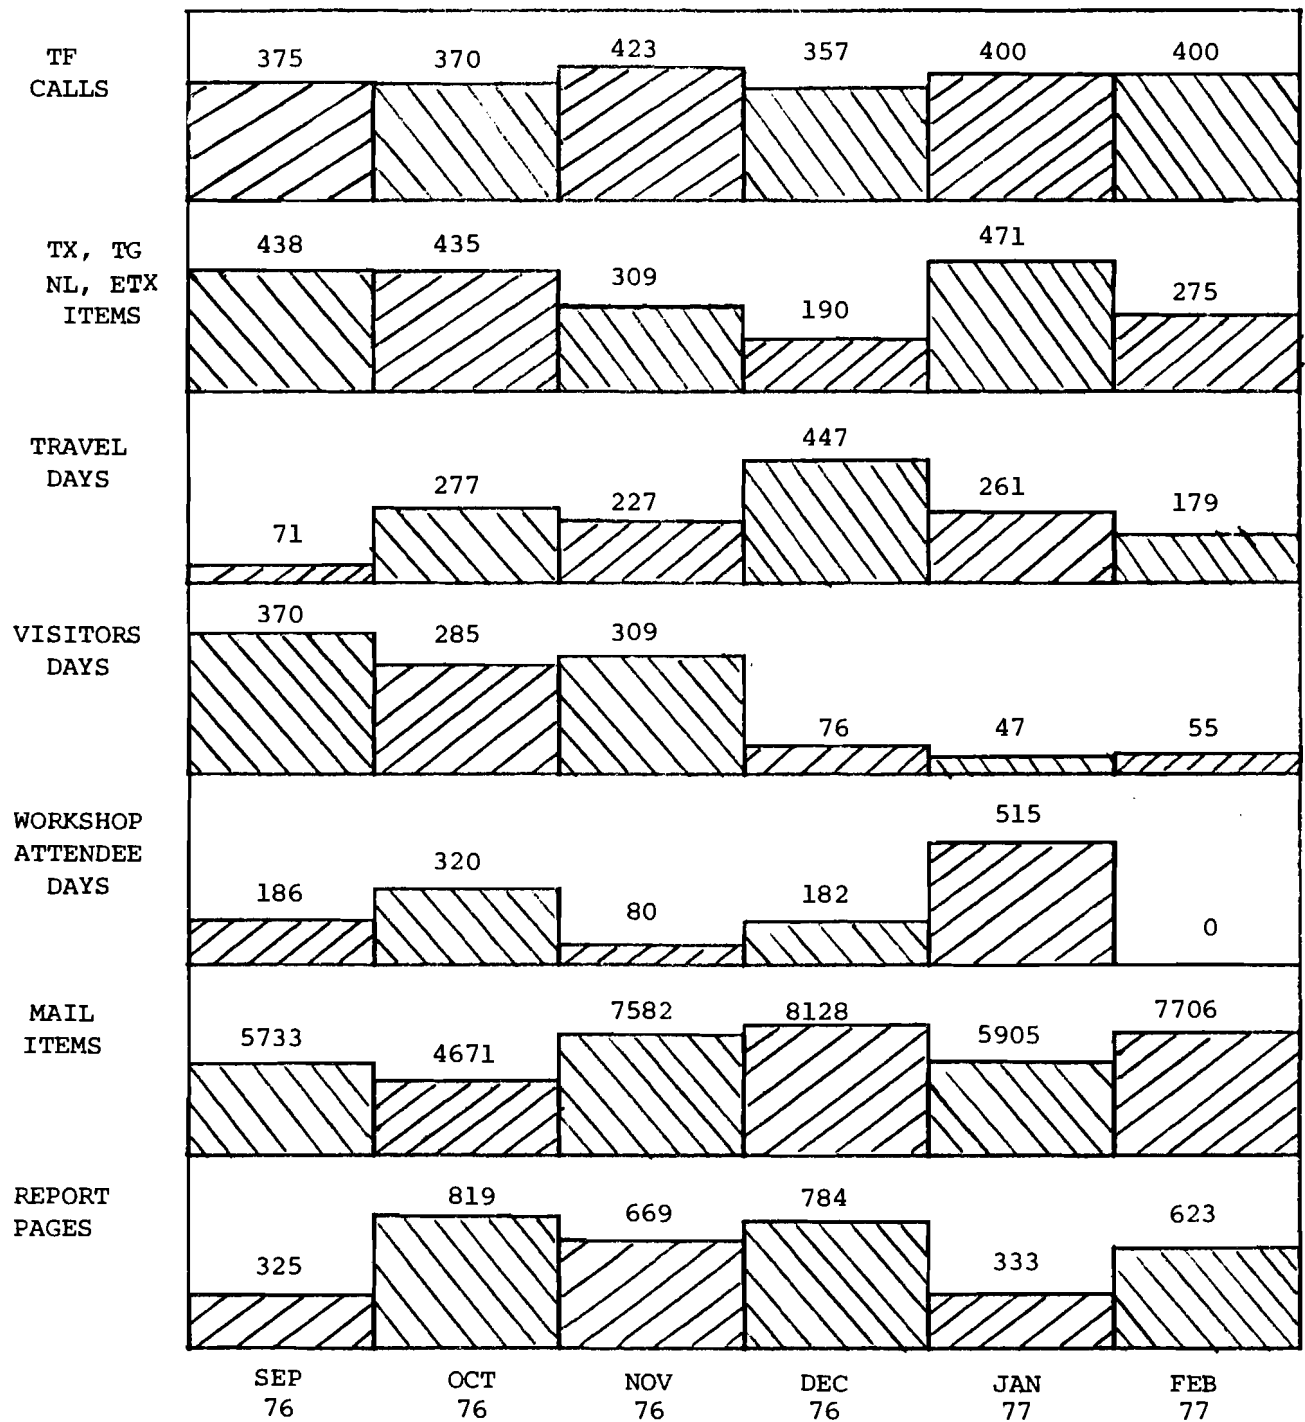 TF
CALLS
375 370 423 357 400 400
TX, TG
NL, ETX
ITEMS
438 435 309 190 471 275
TRAVEL
DAYS
71 277 227 447 261 179
VISITORS
DAYS
370 285 309 76 47 55
WORKSHOP
ATTENDEE
DAYS
186 320 80 182 515 0
MAIL
ITEMS
5733 4671 7582 8128 5905 7706
REPORT
PAGES
325 819 669 784 333 623
SEP OCT NOV DEC JAN FEB
76 76 76 76 77 77